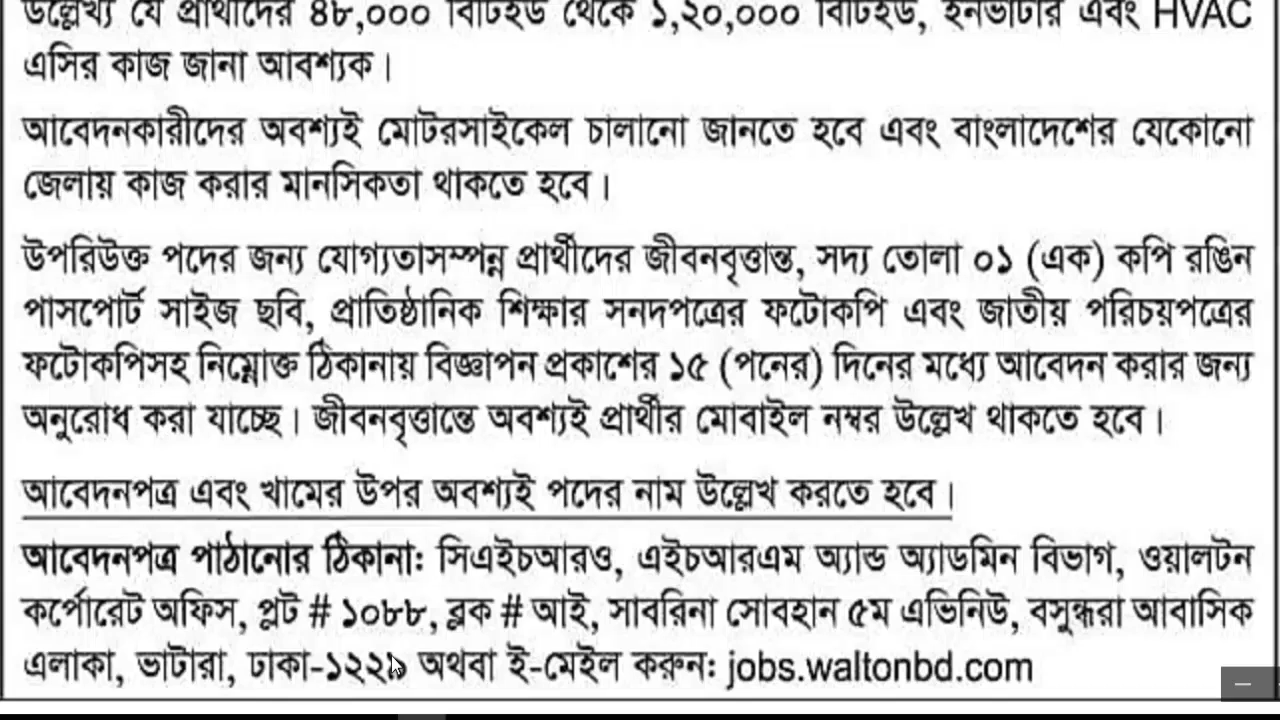 উল্লেখ্য যে প্রার্থীদের ৪৮,০০০ বিটিইউ থেকে ১,২০,০০০ বিটিইউ, ইনভার্টার এবং HVAC
এসির কাজ জানা আবশ্যক।
আবেদনকারীদের অবশ্যই মোটরসাইকেল চালানো জানতে হবে এবং বাংলাদেশের যেকোনো
জেলায় কাজ করার মানসিকতা থাকতে হবে।
উপরিউক্ত পদের জন্য যোগ্যতাসম্পন্ন প্রার্থীদের জীবনবৃত্তান্ত, সদ্য তোলা ০১ (এক) কপি রঙিন
পাসপোর্ট সাইজ ছবি, প্রাতিষ্ঠানিক শিক্ষার সনদপত্রের ফটোকপি এবং জাতীয় পরিচয়পত্রের
ফটোকপিসহ নিম্নোক্ত ঠিকানায় বিজ্ঞাপন প্রকাশের ১৫ (পনের) দিনের মধ্যে আবেদন করার জন্য
অনুরোধ করা যাচ্ছে। জীবনবৃত্তান্তে অবশ্যই প্রার্থীর মোবাইল নম্বর উল্লেখ থাকতে হবে।
আবেদনপত্র এবং খামের উপর অবশ্যই পদের নাম উল্লেখ করতে হবে।
আবেদনপত্র পাঠানোর ঠিকানা: সিএইচআরও, এইচআরএম অ্যান্ড অ্যাডমিন বিভাগ, ওয়ালটন
কর্পোরেট অফিস, প্লট # ১০৮৮, ব্লক # আই, সাবরিনা সোবহান ৫ম এভিনিউ, বসুন্ধরা আবাসিক
এলাকা, ভাটারা, ঢাকা-১২২৯ অথবা ই-মেইল করুন: jobs.waltonbd.com